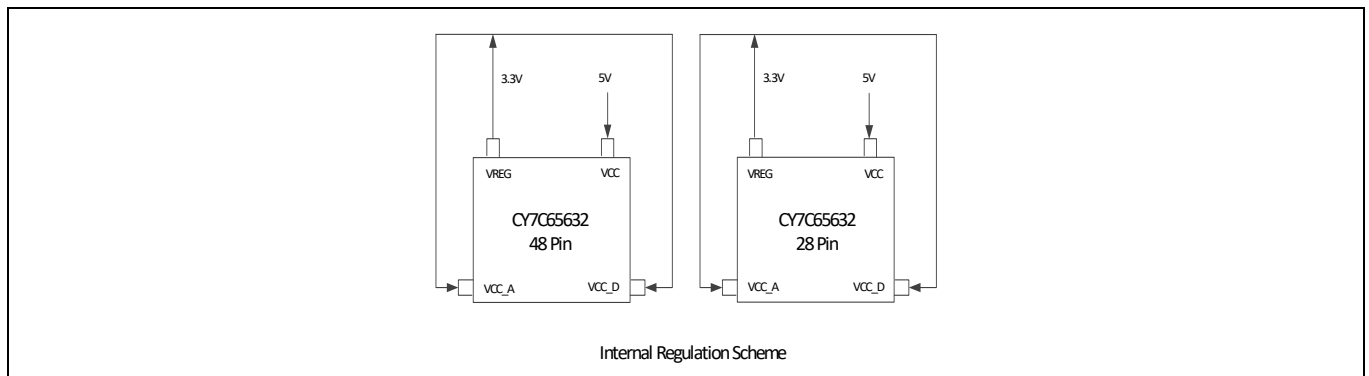 3.3V
5V
VREG
VCC
CY7C65632
48 Pin
VCC_A
VCC_D
3.3V
5V
VREG
VCC
CY7C65632
28 Pin
VCC_A
VCC_D
Internal Regulation Scheme